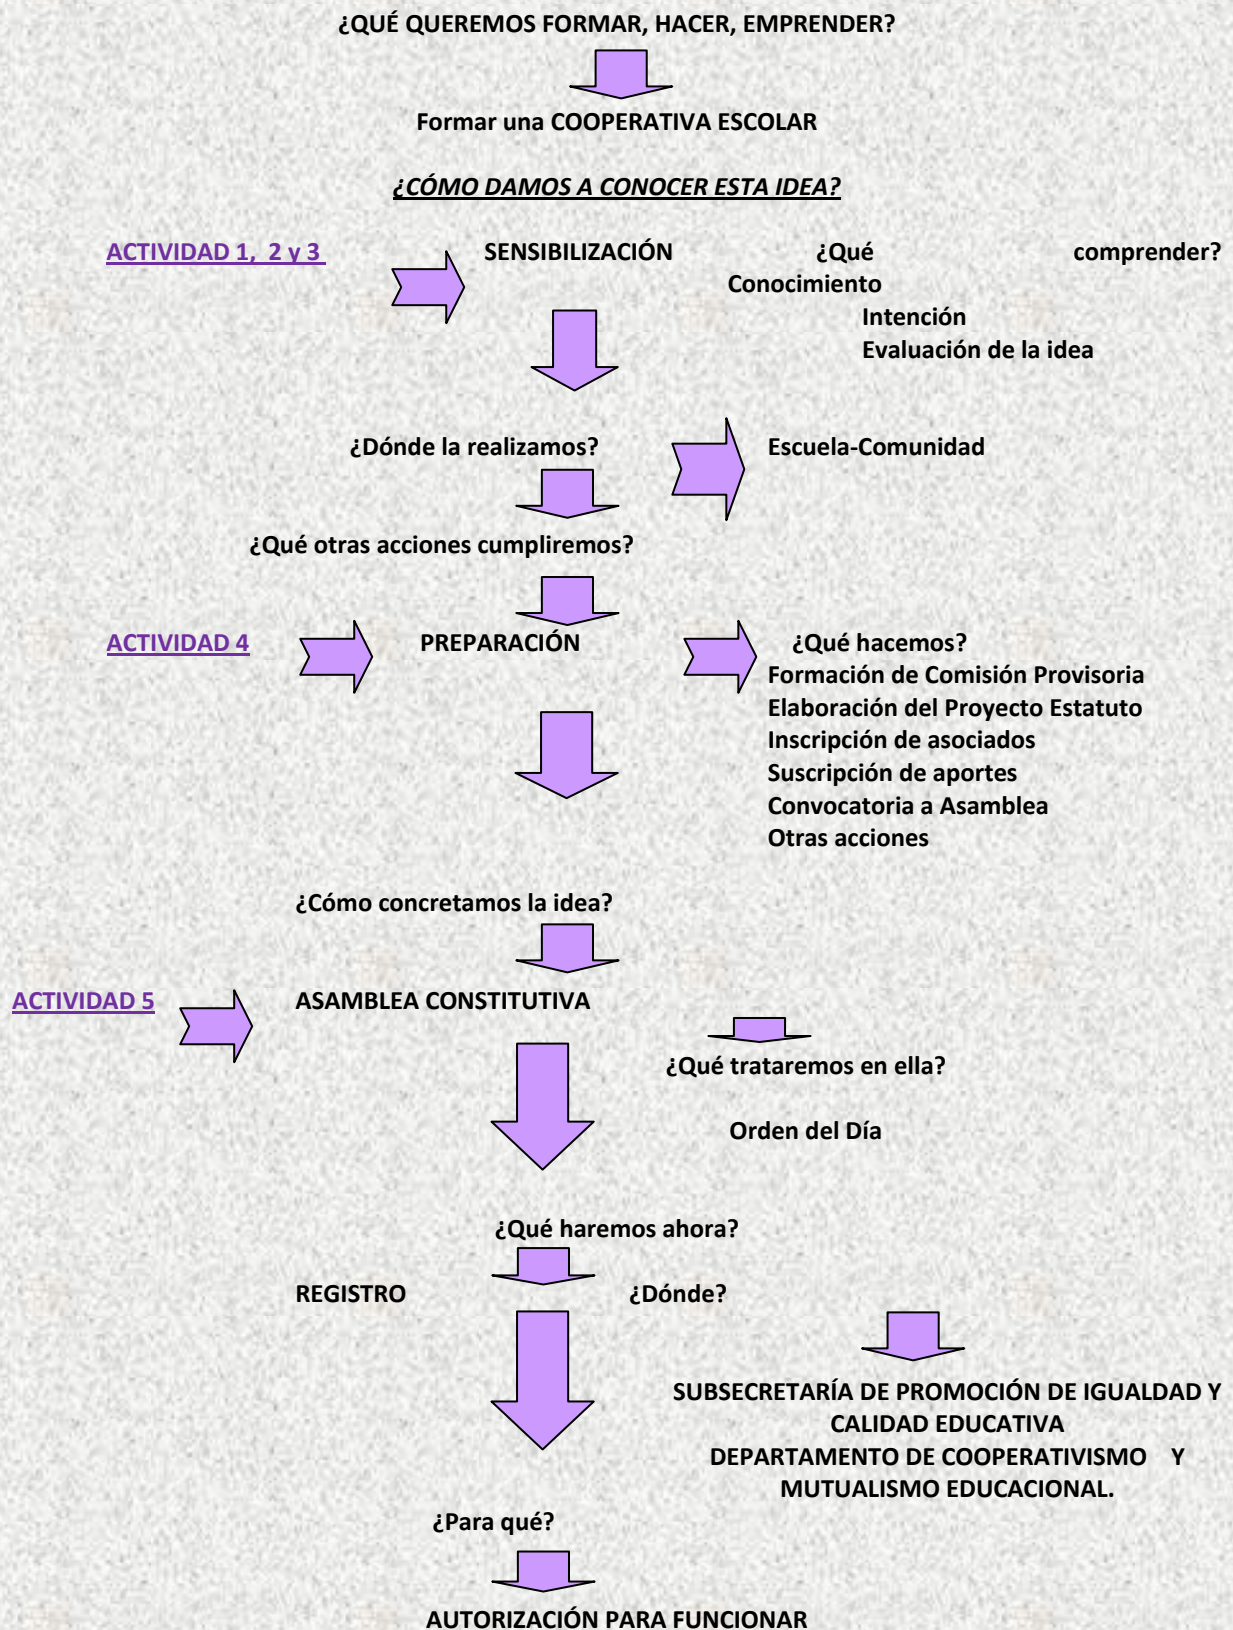 ¿QUÉ QUEREMOS FORMAR, HACER, EMPRENDER?
Formar una COOPERATIVA ESCOLAR
¿CÓMO DAMOS A CONOCER ESTA IDEA?
ACTIVIDAD 1, 2 y 3 SENSIBILIZACIÓN ¿Qué comprender?
Conocimiento
Intención
Evaluación de la idea
¿Dónde la realizamos? Escuela-Comunidad
¿Qué otras acciones cumpliremos?
ACTIVIDAD 4 PREPARACIÓN ¿Qué hacemos?
Formación de Comisión Provisoria
Elaboración del Proyecto Estatuto
Inscripción de asociados
Suscripción de aportes
Convocatoria a Asamblea
Otras acciones
¿Cómo concretamos la idea?
ACTIVIDAD 5 ASAMBLEA CONSTITUTIVA
¿Qué trataremos en ella?
Orden del Día
¿Qué haremos ahora?
REGISTRO ¿Dónde?
SUBSECRETARÍA DE PROMOCIÓN DE IGUALDAD Y
CALIDAD EDUCATIVA
DEPARTAMENTO DE COOPERATIVISMO Y
MUTUALISMO EDUCACIONAL.
¿Para qué?
AUTORIZACIÓN PARA FUNCIONAR